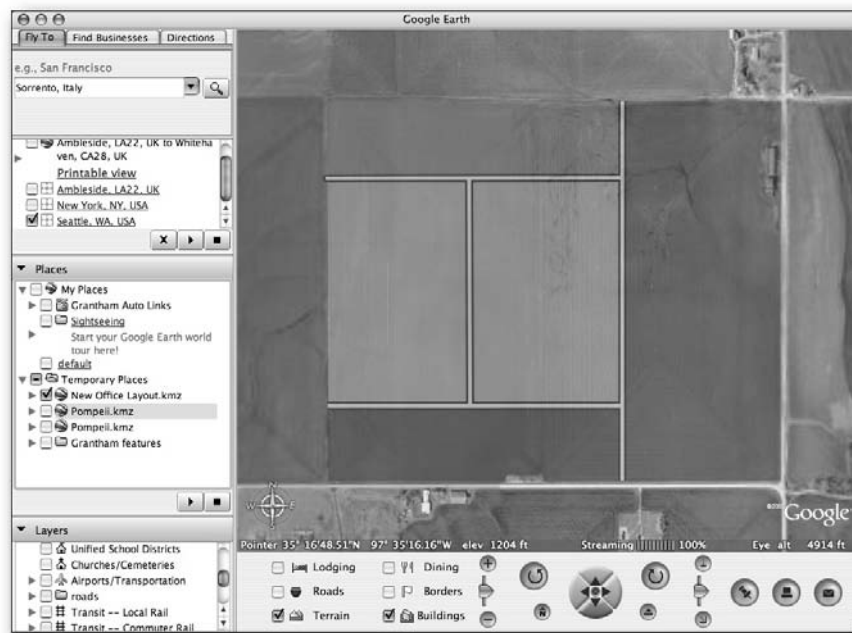 Google Earth
Fly To Find Businesses Directions
e.g., San Francisco
Sorrento, Italy
Ambleside, LA22, UK to Whiteha
ven, CA28, UK
Printable view
Ambleside, LA22, UK
New York, NY, USA
Seattle, WA, USA
Places
My Places
Grantham Auto Links
Sightseeing
Start your Google Earth world
tour here!
default
Temporary Places
New Office Layout.kmz
Pompeii.kmz
Pompeii.kmz
Grantham features
Layers
Unified School Districts
Churches/Cemeteries
Airports/Transportation
roads
Transit -- Local Rail
Transit -- Commuter Rail
W E
Google
Pointer 35° 16'48.51"N 97° 35'16.16"W elev 1204 ft Streaming 100% Eye alt 4914 ft
Lodging Dining
Roads Borders
Terrain Buildings
N